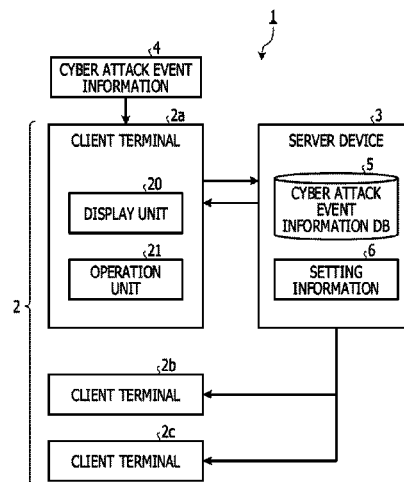 1
4
CYBER ATTACK EVENT
INFORMATION
2a
CLIENT TERMINAL
20
DISPLAY UNIT
21
OPERATION
UNIT
3
SERVER DEVICE
5
CYBER ATTACK
EVENT
INFORMATION DB
6
SETTING
INFORMATION
2
2b
CLIENT TERMINAL
2c
CLIENT TERMINAL